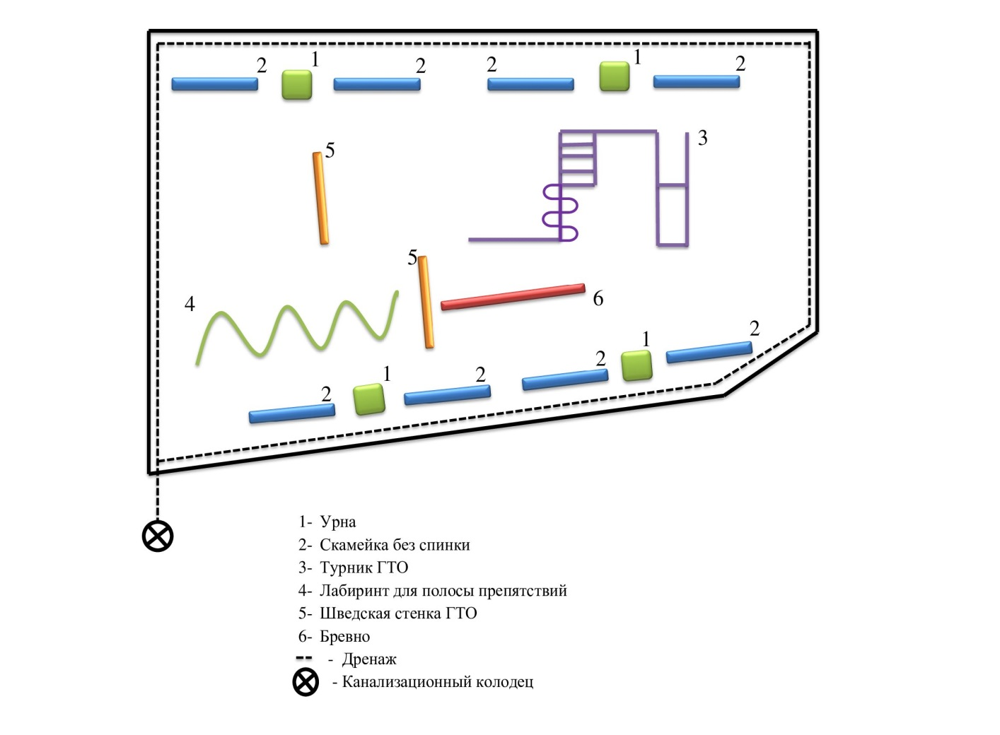 2 1 2 2 1 2
5 3
5
4 6
2
1
2
1
2
2
1- Урна
2- Скамейка без спинки
3- Турник ГТО
4- Лабиринт для полосы препятствий
5- Шведская стенка ГТО
6- Бревно
- Дренаж
- Канализационный колодец